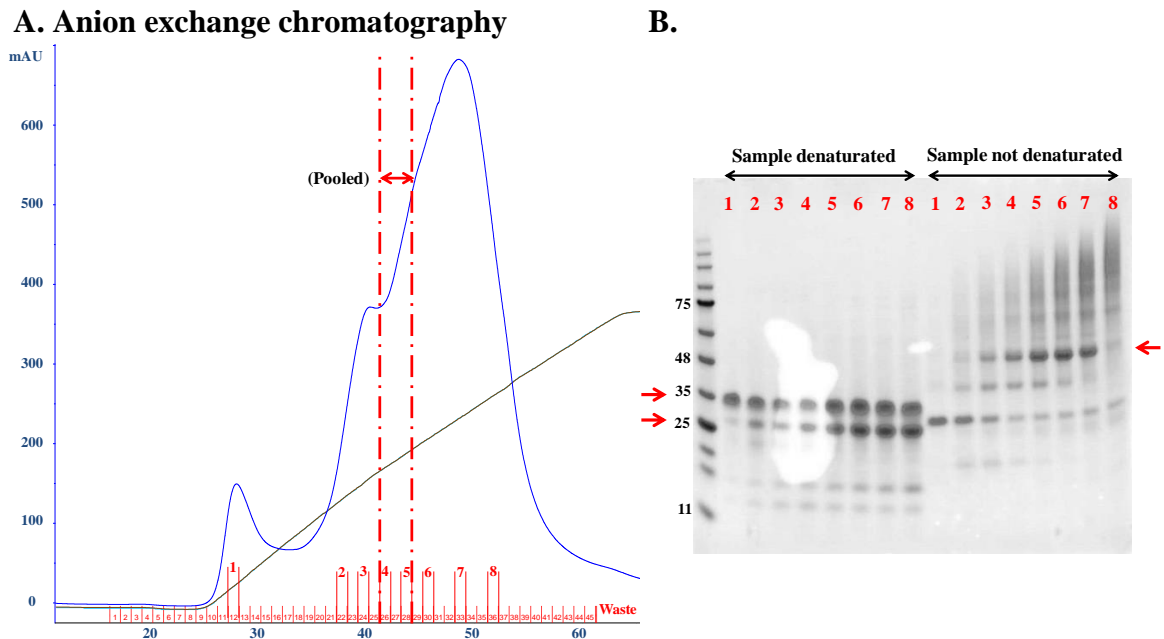 A. Anion exchange chromatography
B.
mAU
600
500
400
300
200
100
0
(Pooled)
1 2 3 4 5 6 7 8
1 2 3 4 5 6 7 8 9 10 11 12 13 14 15 16 17 18 19 20 21 22 23 24 25 26 27 28 29 30 31 32 33 34 35 36 37 38 39 40 41 42 43 44 45 Waste
20 30 40 50 60
Sample denaturated Sample not denaturated
1 2 3 4 5 6 7 8 1 2 3 4 5 6 7 8
75
48
35
25
11